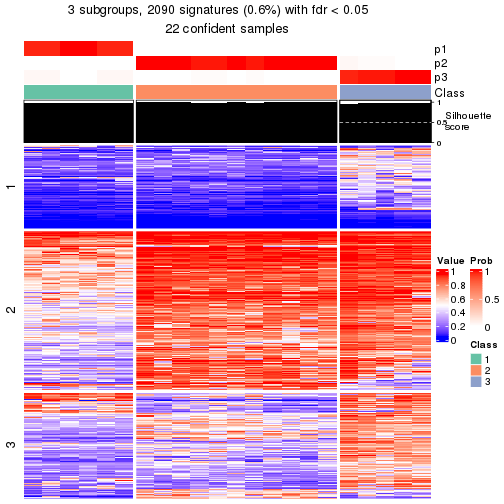 3 subgroups, 2090 signatures (0.6%) with fdr < 0.05
22 confident samples
p1
p2
p3
Class
1
0.5
0
Silhouette
score
1
2
3
Value
1
0.8
0.6
0.4
0.2
0
Prob
1
0.5
0
Class
1
2
3